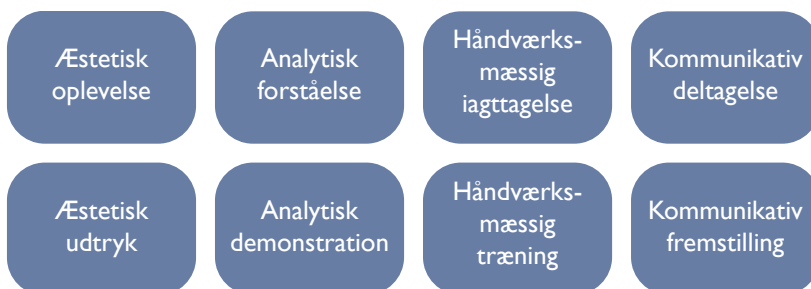 Æstetisk
oplevelse
Analytisk
forståelse
Håndværks-
mæssig
iagttagelse
Kommunikativ
deltagelse
Æstetisk
udtryk
Analytisk
demonstration
Håndværks-
mæssig
træning
Kommunikativ
fremstilling